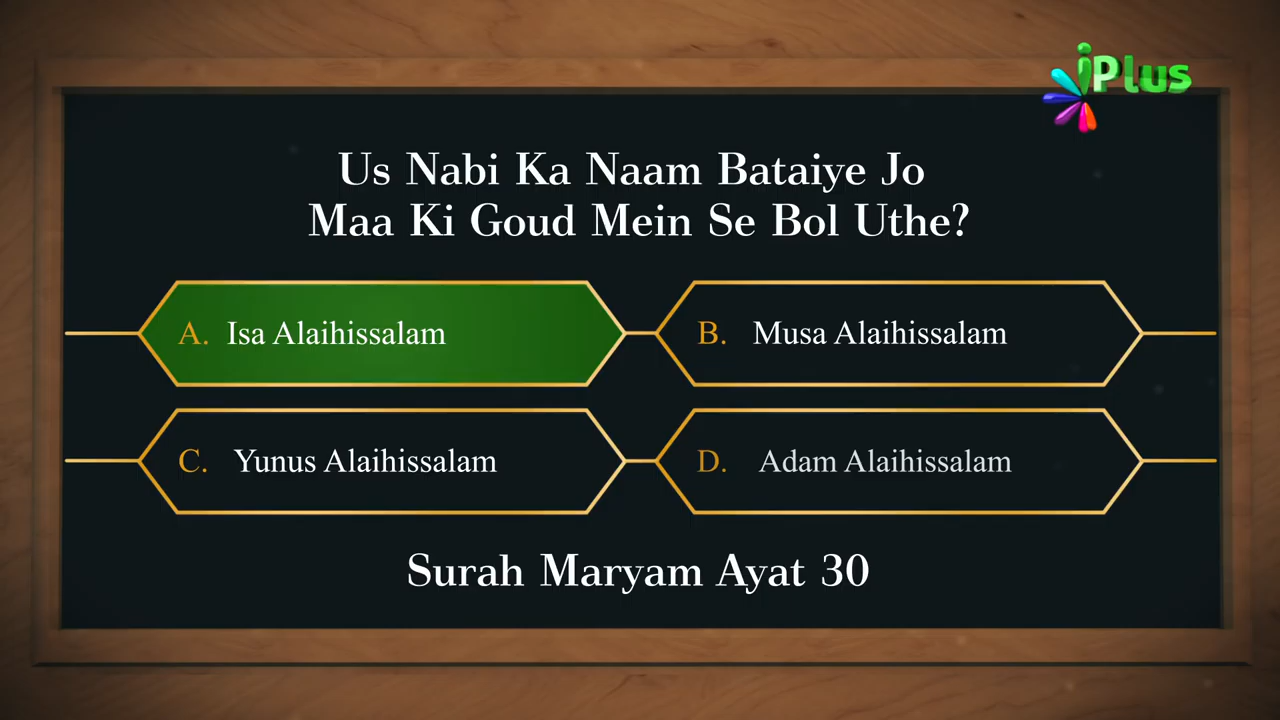 iPlus
Us Nabi Ka Naam Bataiye Jo
Maa Ki Goud Mein Se Bol Uthe?
A. Isa Alaihissalam
B. Musa Alaihissalam
C. Yunus Alaihissalam
D. Adam Alaihissalam
Surah Maryam Ayat 30